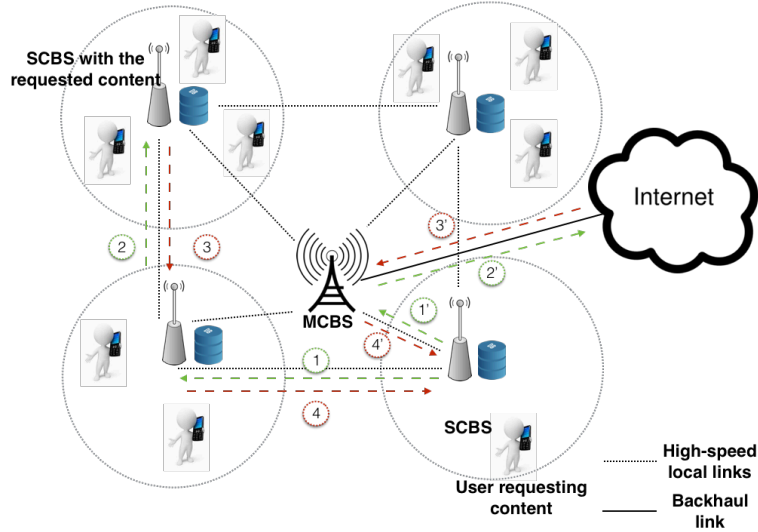 SCBS with the
requested content
Internet
3’
2
3
2’
MCBS
1’
4’
1
4
SCBS
User requesting
content
High-speed
local links
Backhaul
link